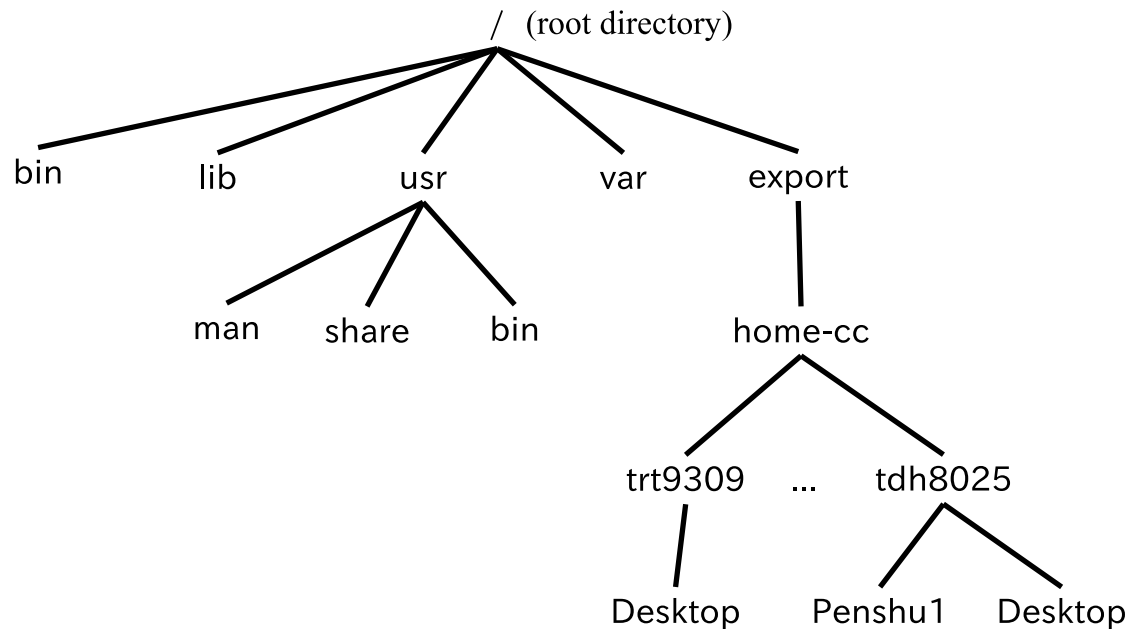 / (root directory)
bin lib usr var export
man share bin home-cc
trt9309 ... tdh8025
Desktop Penshu1 Desktop